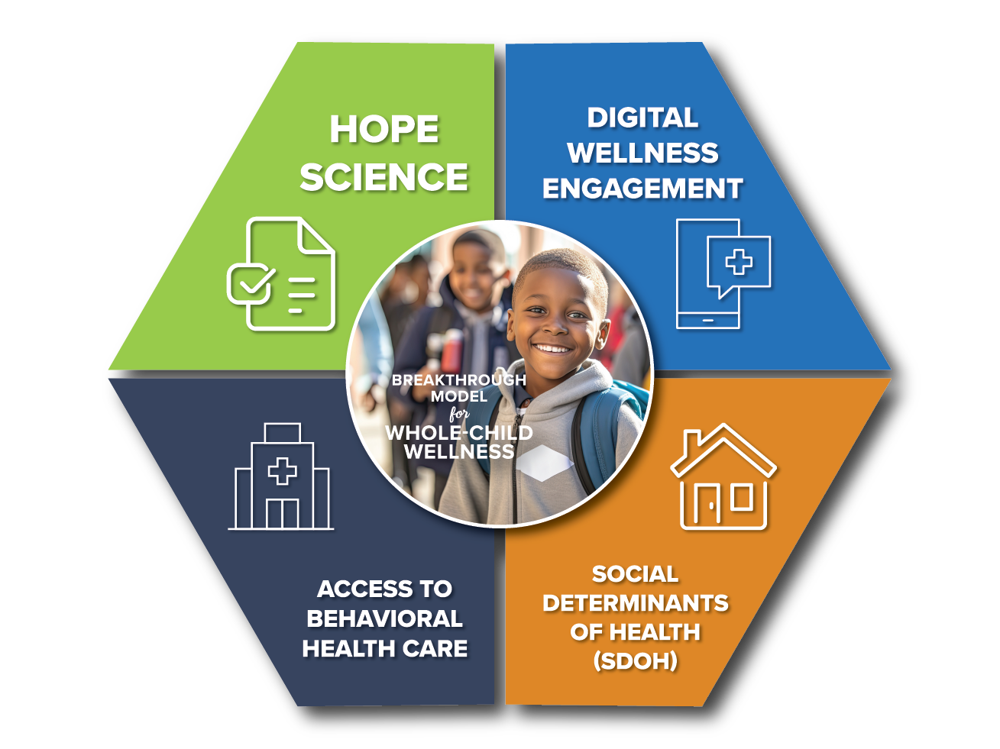 HOPE
SCIENCE
DIGITAL
WELLNESS
ENGAGEMENT
BREAKTHROUGH
MODEL
for
WHOLE-CHILD
WELLNESS
ACCESS TO
BEHAVIORAL
HEALTH CARE
SOCIAL
DETERMINANTS
OF HEALTH
(SDOH)